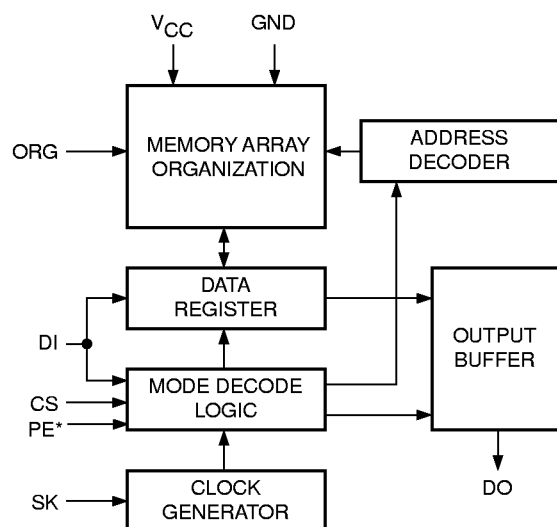 VCC GND
ORG
MEMORY ARRAY
ORGANIZATION
ADDRESS
DECODER
DATA
REGISTER
DI
OUTPUT
BUFFER
MODE DECODE
LOGIC
CS
PE*
DO
SK
CLOCK
GENERATOR